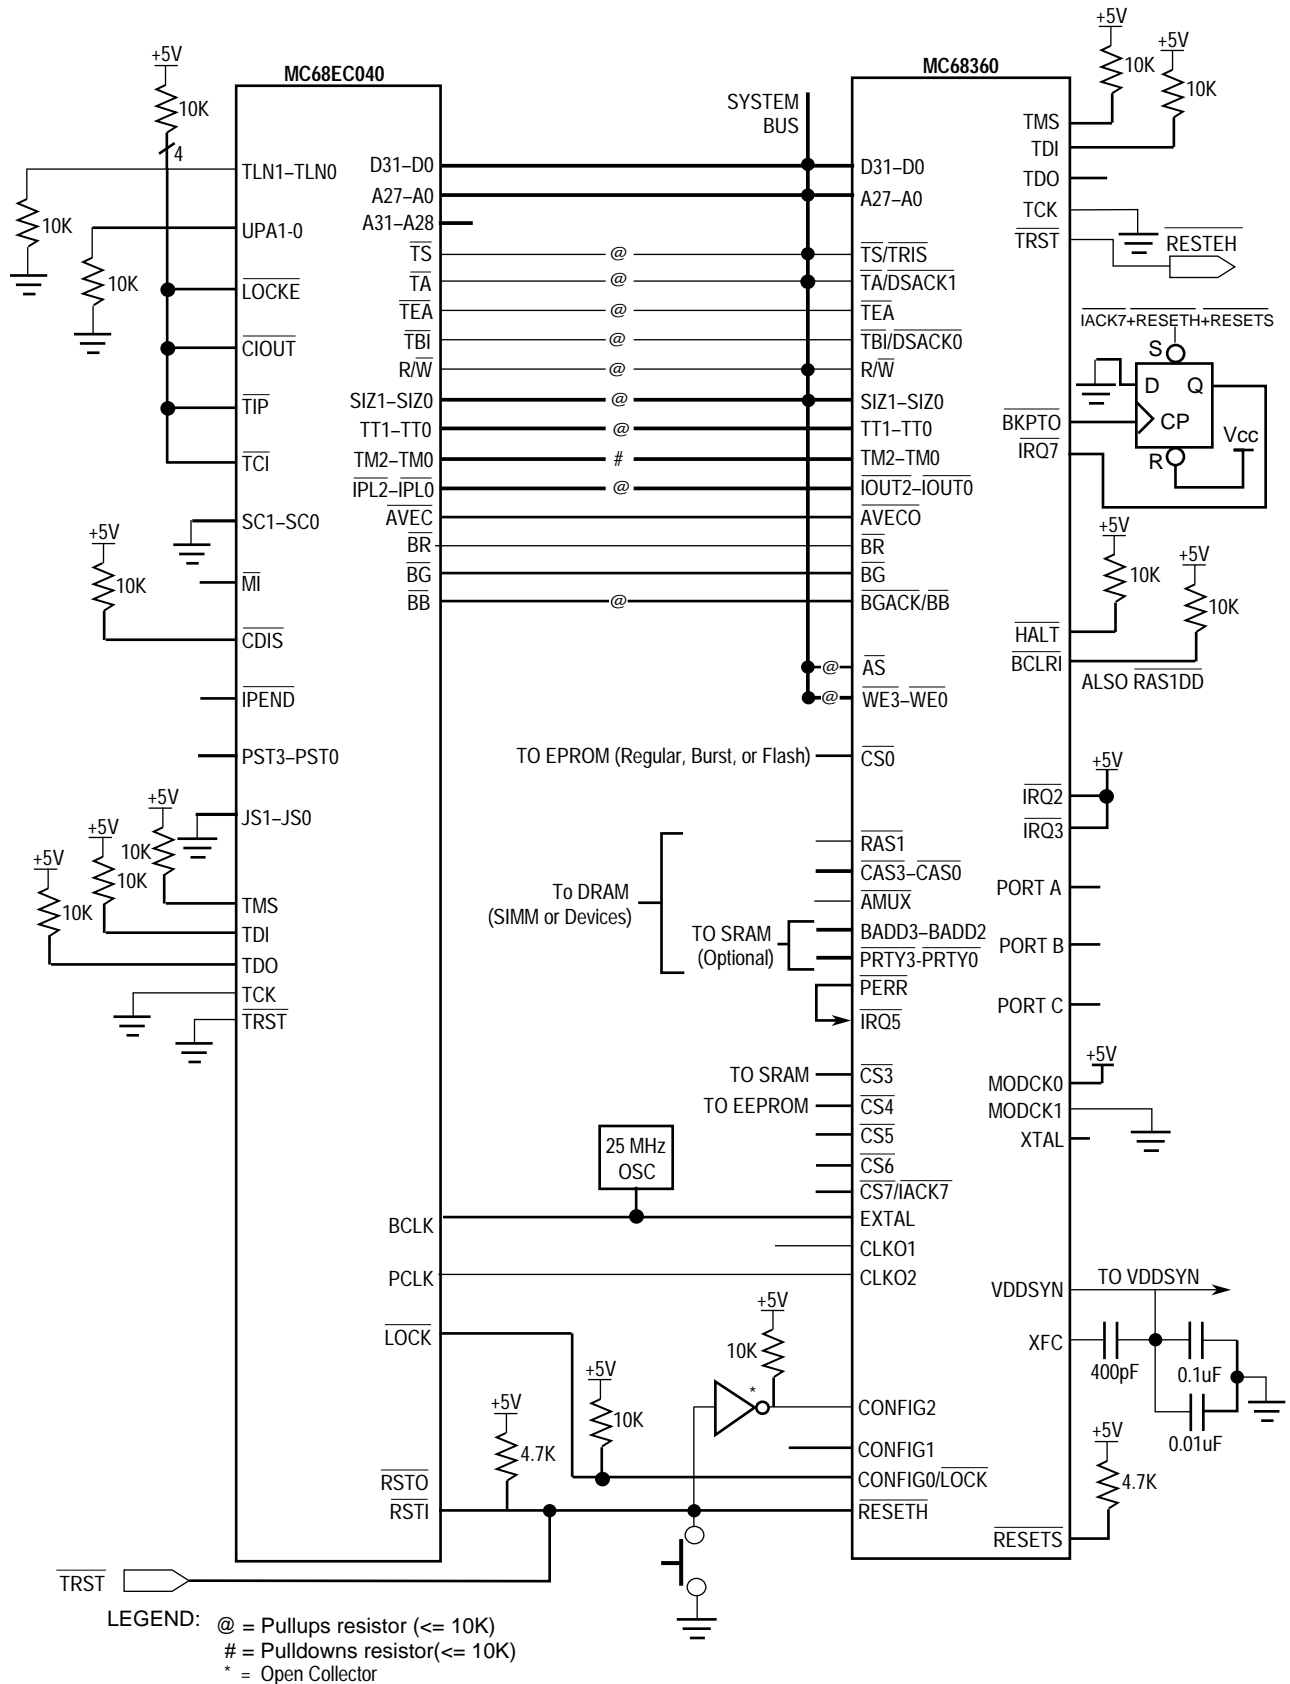 MC68EC040
MC68360
+5V
10K
4
TLN1–TLN0
10K
UPA1-0
10K
LOCKE
CIOUT
TIP
TCI
SC1–SC0
+5V
10K
MI
CDIS
IPEND
PST3–PST0
JS1–JS0
+5V
10K
+5V
10K
+5V
10K
TMS
TDI
TDO
TCK
TRST
D31–D0
A27–A0
A31–A28
TS
TA
TEA
TBI
R/W
SIZ1–SIZ0
TT1–TT0
TM2–TM0
IPL2–IPL0
AVEC
BR
BG
BB
BCLK
PCLK
LOCK
RSTO
RSTI
SYSTEM
BUS
@
@
@
@
@
@
@
#
@
@
@
@
TO EPROM (Regular, Burst, or Flash)
To DRAM
(SIMM or Devices)
TO SRAM
(Optional)
TO SRAM
TO EEPROM
25 MHz
OSC
+5V
10K
*
+5V
10K
+5V
4.7K
D31–D0
A27–A0
TS/TRIS
TA/DSACK1
TEA
TBI/DSACK0
R/W
SIZ1–SIZ0
TT1–TT0
TM2–TM0
IOUT2–IOUT0
AVECO
BR
BG
BGACK/BB
AS
WE3–WE0
CS0
RAS1
CAS3–CAS0
AMUX
BADD3–BADD2
PRTY3-PRTY0
PERR
IRQ5
CS3
CS4
CS5
CS6
CS7/IACK7
EXTAL
CLKO1
CLKO2
CONFIG2
CONFIG1
CONFIG0/LOCK
RESETH
+5V
10K
+5V
10K
TMS
TDI
TDO
TCK
TRST
RESTEH
IACK7+RESETH+RESETS
S
D Q
CP
R
Vcc
BKPTO
IRQ7
+5V
10K
+5V
10K
HALT
BCLRI
ALSO RAS1DD
+5V
IRQ2
IRQ3
PORT A
PORT B
PORT C
+5V
MODCK0
MODCK1
XTAL
VDDSYN
TO VDDSYN
XFC
400pF
0.1uF
0.01uF
+5V
4.7K
RESETS
TRST
LEGEND: @ = Pullups resistor (<= 10K)
# = Pulldowns resistor(<= 10K)
* = Open Collector